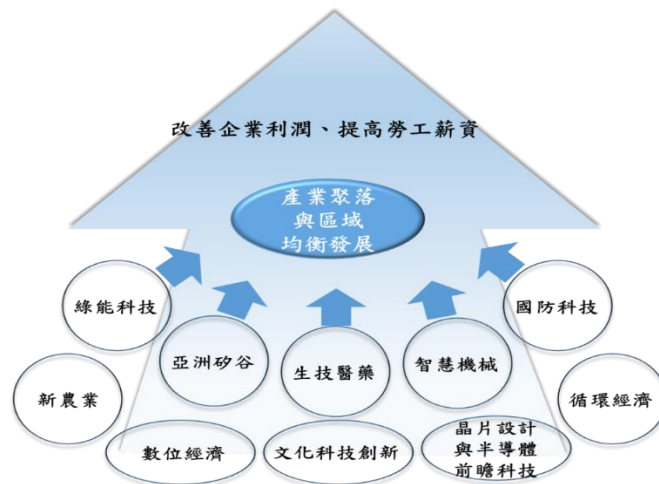 改善企業利潤、提高勞工薪資
產業聚落
與區域
均衡發展
綠能科技
國防科技
亞洲矽谷
生技醫藥
智慧機械
新農業
循環經濟
數位經濟
文化科技創新
晶片設計
與半導體
前瞻科技